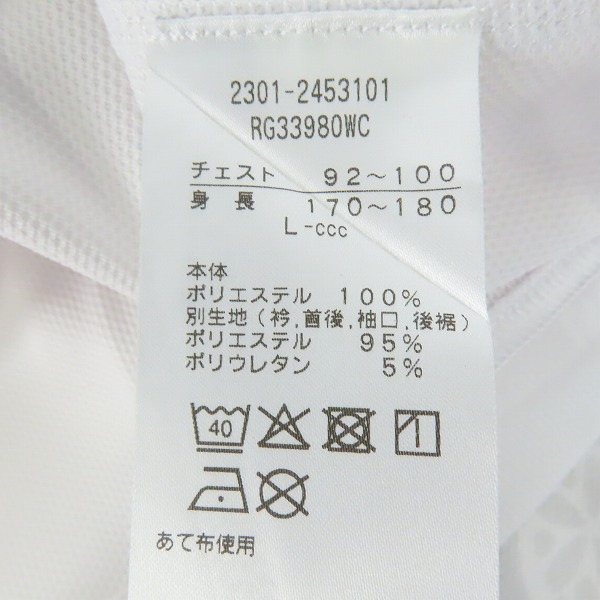 2301-2453101
RG33980WC
チェスト 92～100
身長 170～180
L-ccc
本体
ポリエステル 100%
別生地(衿,前後,袖口,後裾)
ポリエステル 95%
ポリウレタン 5%
40
あて布使用